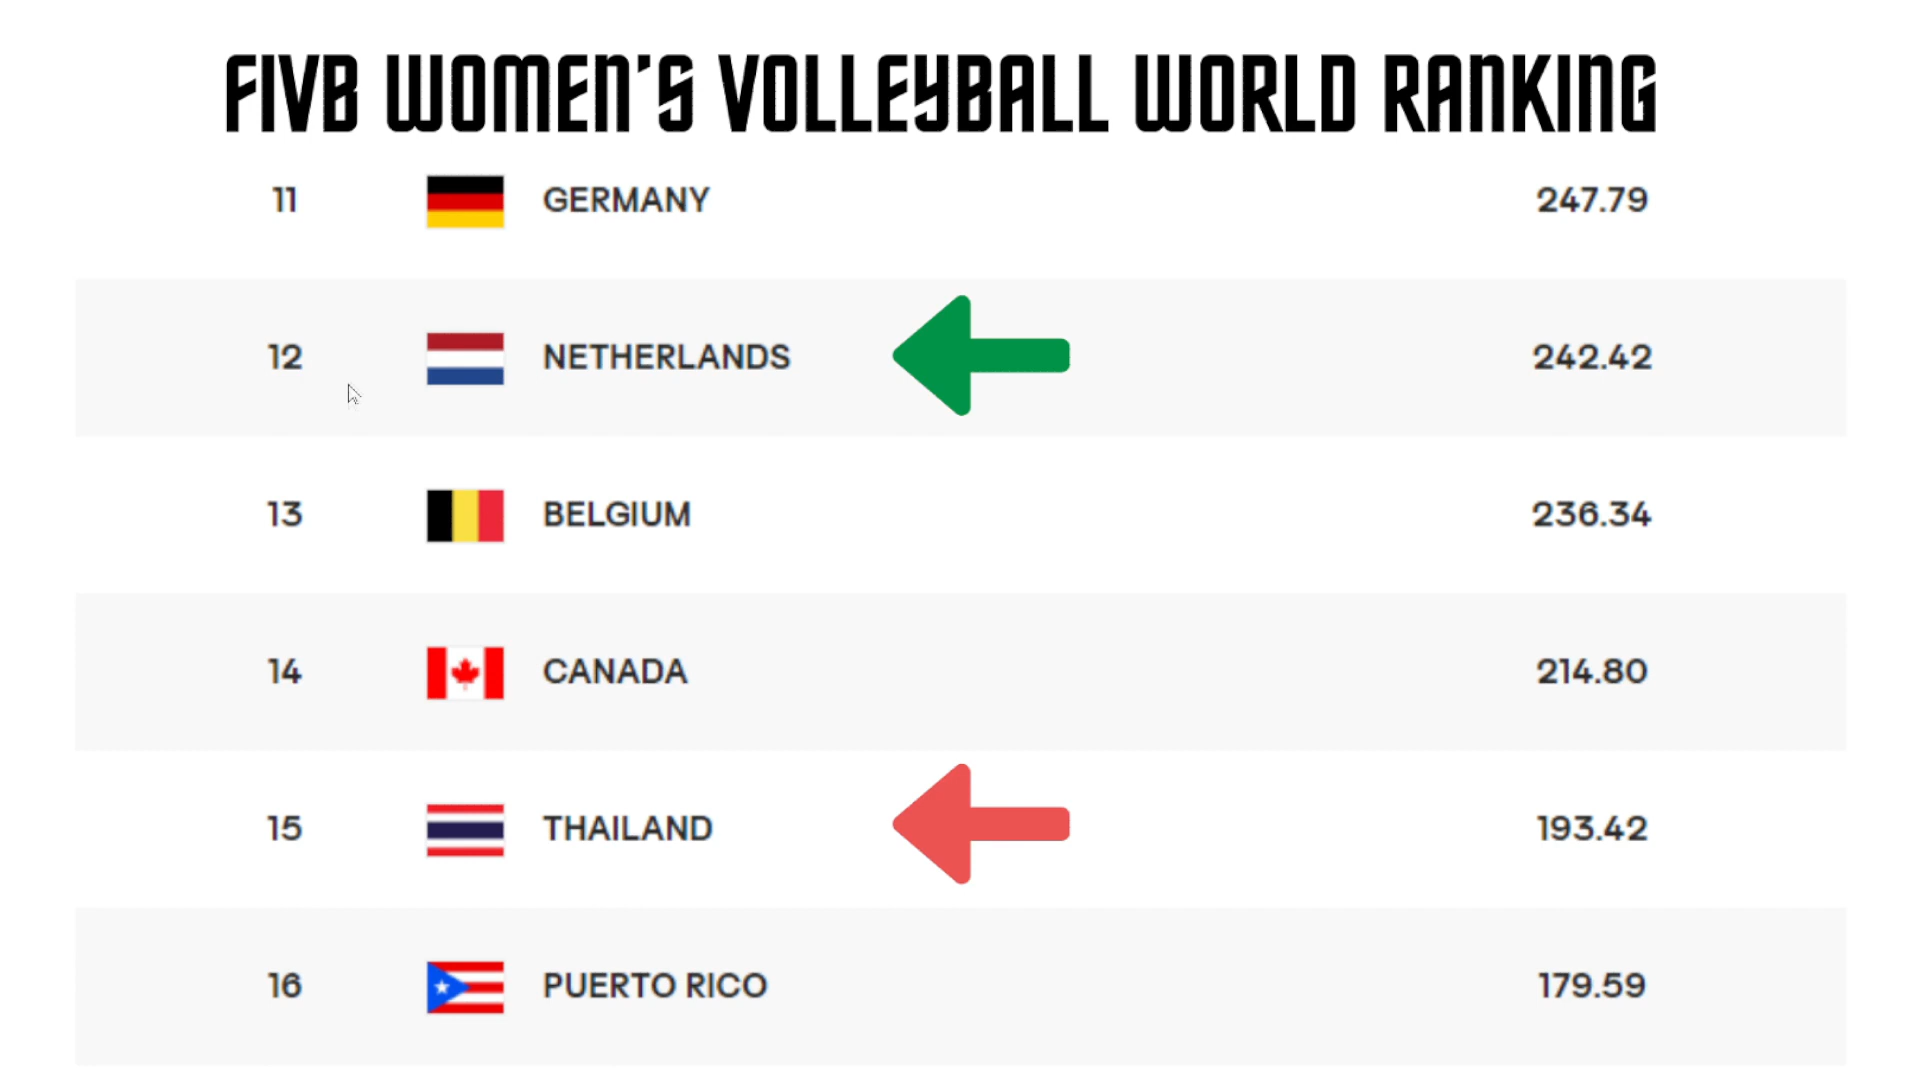 FIVB WOMEN'S VOLLEYBALL WORLD RANKING
11 GERMANY 247.79
12 NETHERLANDS 242.42
13 BELGIUM 236.34
14 CANADA 214.80
15 THAILAND 193.42
16 PUERTO RICO 179.59